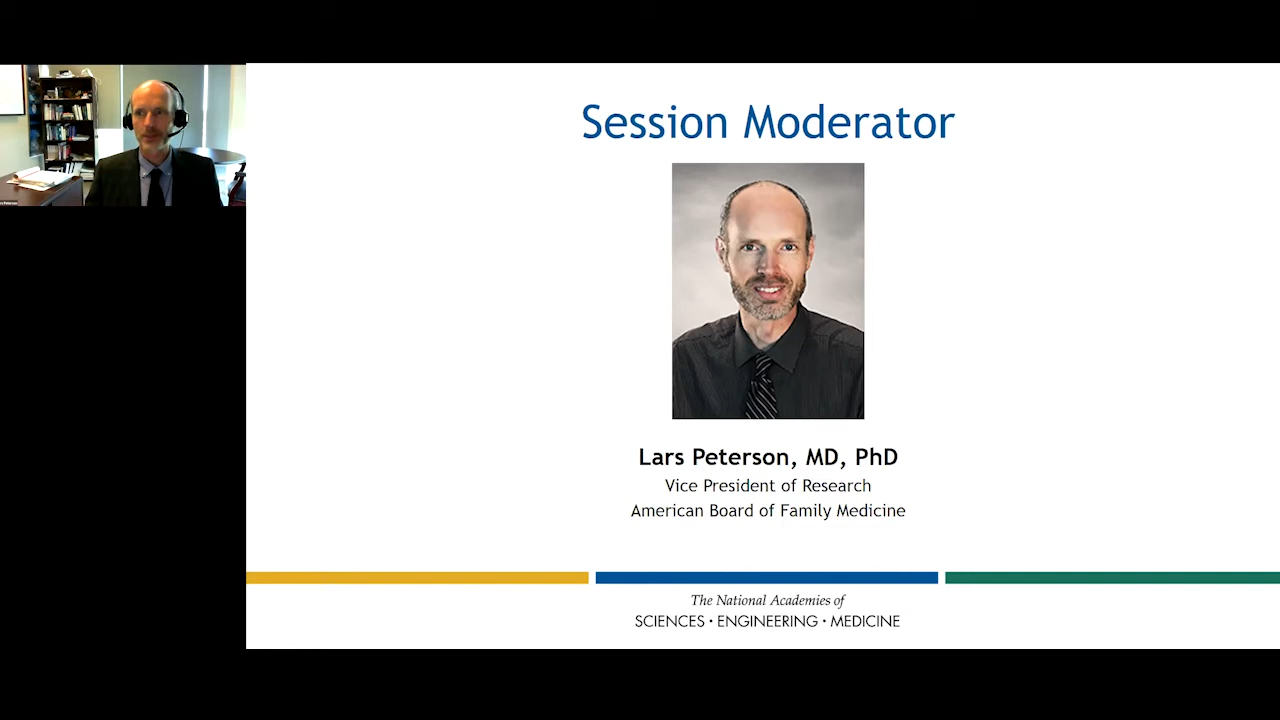 Session Moderator
Lars Peterson, MD, PhD
Vice President of Research
American Board of Family Medicine
The National Academies of
SCIENCES · ENGINEERING · MEDICINE